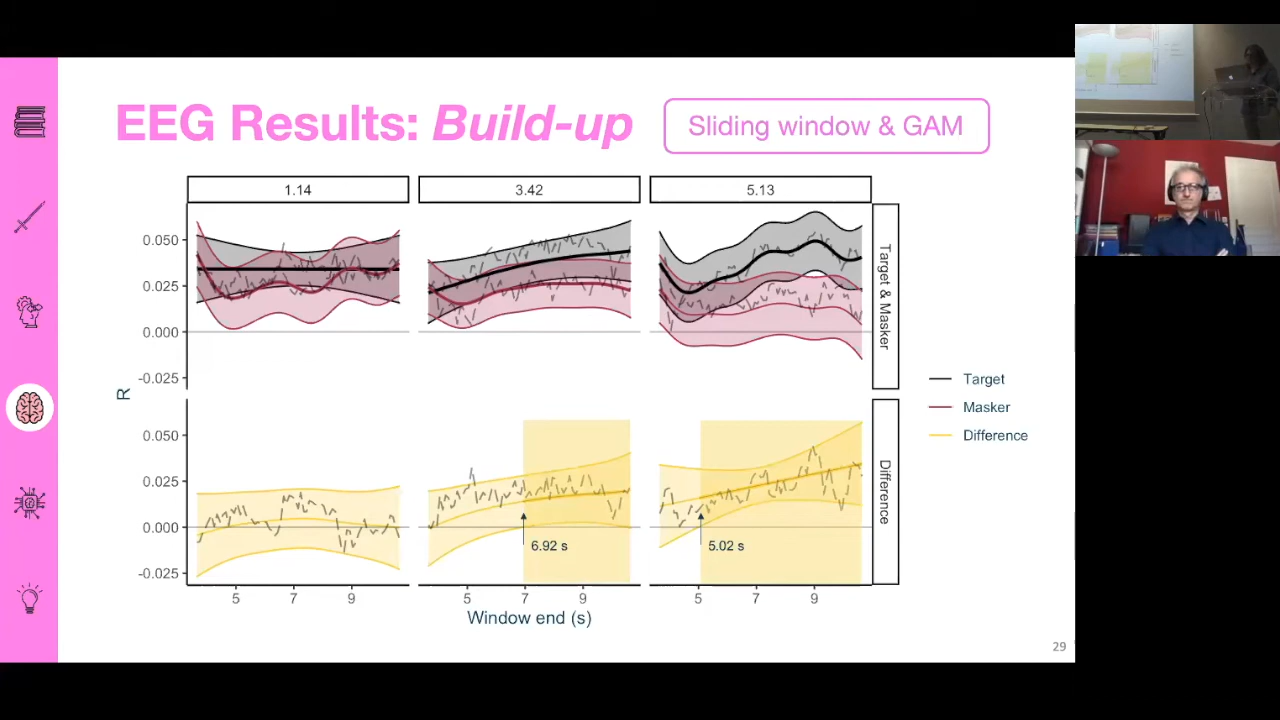 EEG Results: Build-up
Sliding window & GAM
1.14
3.42
5.13
0.050
0.025
0.000
-0.025
Target & Masker
R
0.050
0.025
0.000
-0.025
Difference
6.92 s
5.02 s
5 7 9
5 7 9
5 7 9
Window end (s)
Target
Masker
Difference
29